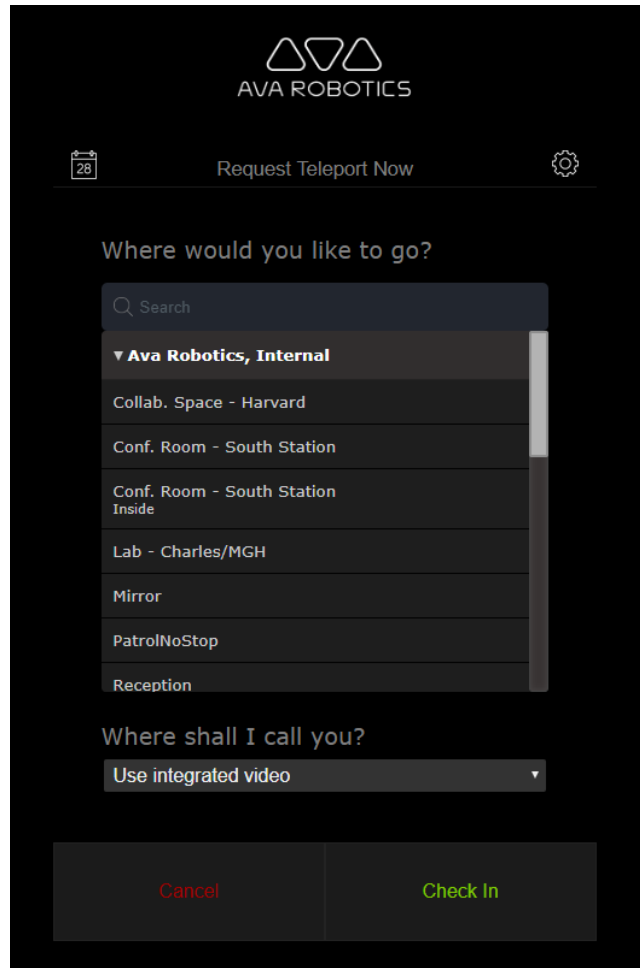 AVA ROBOTICS
28
Request Teleport Now
Where would you like to go?
Search
▼ Ava Robotics, Internal
Collab. Space - Harvard
Conf. Room - South Station
Conf. Room - South Station
Inside
Lab - Charles/MGH
Mirror
PatrolNoStop
Reception
Where shall I call you?
Use integrated video
Cancel
Check In